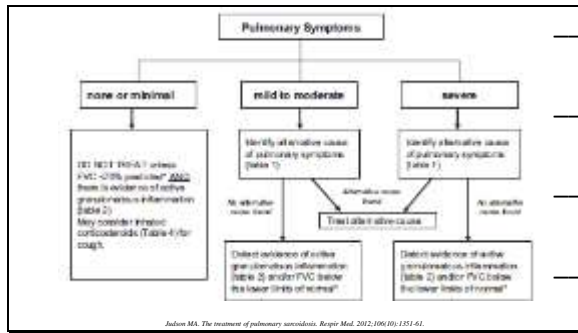 Pulmonary Symptoms
none or minimal
mild to moderate
severe
DO NOT TREAT unless
predicted* AND
there is evidence of active
granulomatous inflammation
(table 2)
May consider inhaled
corticosteroids (Table 4) for
cough.
Identify alternative cause
of pulmonary symptoms
(table 1)
Identify alternative cause
of pulmonary symptoms
(table 1)
No alternative
cause found
Alternative cause
found
No alternative
cause found
Treat alternative cause
Detect evidence of active
granulomatous inflammation
(table 2) and/or FVC below
the lower limits of normal*
Detect evidence of active
granulomatous inflammation
(table 2) and/or FVC below
the lower limits of normal*
Judson MA. The treatment of pulmonary sarcoidosis. Respir Med. 2012;106(10):1351-61.